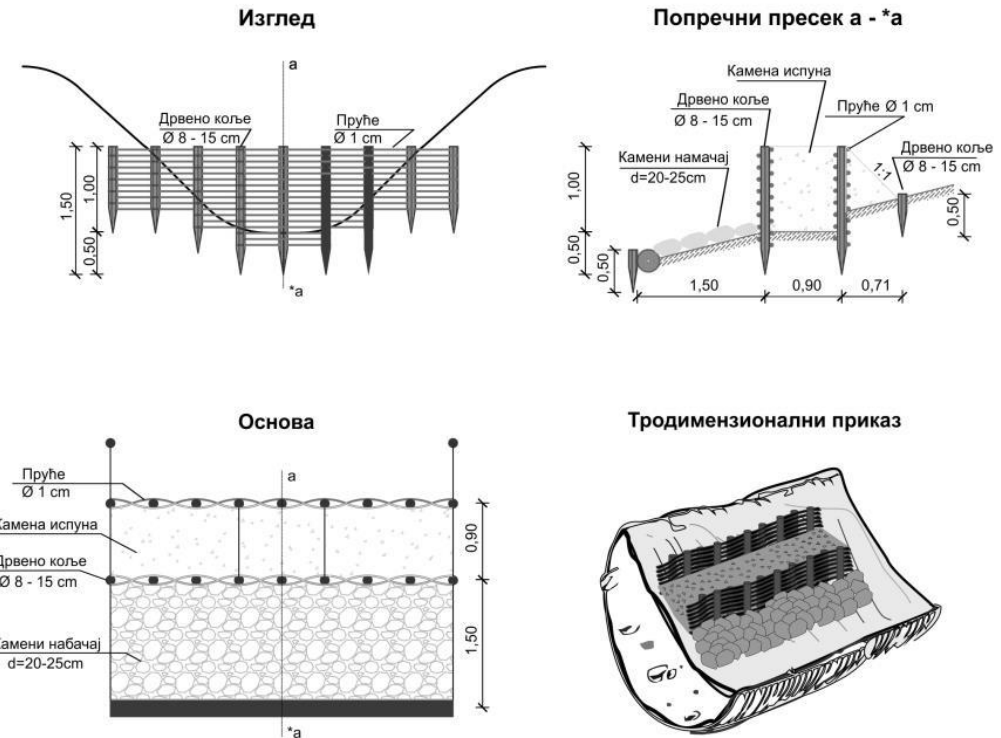 Изглед
а
Дрвено коље
Ø 8 - 15 cm
Пруће
Ø 1 cm
1,50
1,00
0,50
*а
Попречни пресек а - *а
Камена испуна
Дрвено коље
Ø 8 - 15 cm
Пруће Ø 1 cm
Камени намачај
d=20-25cm
Дрвено коље
Ø 8 - 15 cm
1:1
1,00
0.50
0,50
0,50
1,50
0,90
0,71
Основа
а
Пруће
Ø 1 cm
Камена испуна
Дрвено коље
Ø 8 - 15 cm
Камени набачај
d=20-25cm
0,90
1,50
*а
Тродимензионални приказ